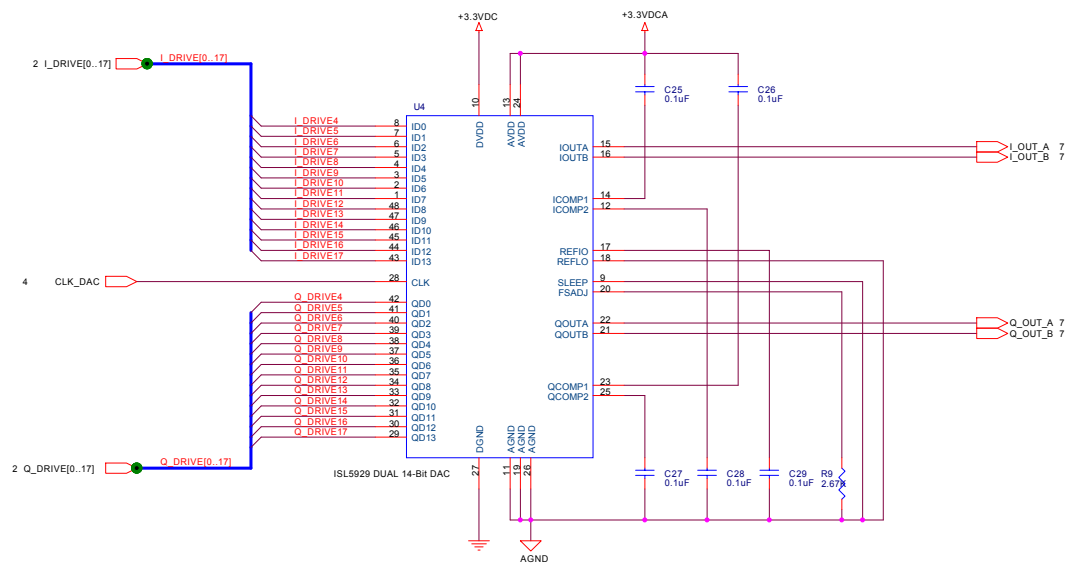 +3.3VDC
+3.3VDCA
2 I_DRIVE[0..17]
I_DRIVE[0..17]
C25
0.1uF
C26
0.1uF
U4
10
13
24
DVDD
AVDD
AVDD
I_DRIVE4 8 ID0
I_DRIVE5 7 ID1
I_DRIVE6 6 ID2
I_DRIVE7 5 ID3
I_DRIVE8 4 ID4
I_DRIVE9 3 ID5
I_DRIVE10 2 ID6
I_DRIVE11 1 ID7
I_DRIVE12 48 ID8
I_DRIVE13 47 ID9
I_DRIVE14 46 ID10
I_DRIVE15 45 ID11
I_DRIVE16 44 ID12
I_DRIVE17 43 ID13
4 CLK_DAC 28 CLK
Q_DRIVE4 42 QD0
Q_DRIVE5 41 QD1
Q_DRIVE6 40 QD2
Q_DRIVE7 39 QD3
Q_DRIVE8 38 QD4
Q_DRIVE9 37 QD5
Q_DRIVE10 36 QD6
Q_DRIVE11 35 QD7
Q_DRIVE12 34 QD8
Q_DRIVE13 33 QD9
Q_DRIVE14 32 QD10
Q_DRIVE15 31 QD11
Q_DRIVE16 30 QD12
Q_DRIVE17 29 QD13
IOUTA 15 I_OUT_A 7
IOUTB 16 I_OUT_B 7
ICOMP1 14
ICOMP2 12
REFIO 17
REFLO 18
SLEEP 9
FSADJ 20
QOUTA 22 Q_OUT_A 7
QOUTB 21 Q_OUT_B 7
QCOMP1 23
QCOMP2 25
DGND
AGND
AGND
AGND
27
11
19
26
2 Q_DRIVE[0..17]
Q_DRIVE[0..17]
ISL5929 DUAL 14-Bit DAC
C27
0.1uF
C28
0.1uF
C29
0.1uF
R9
2.67K
AGND